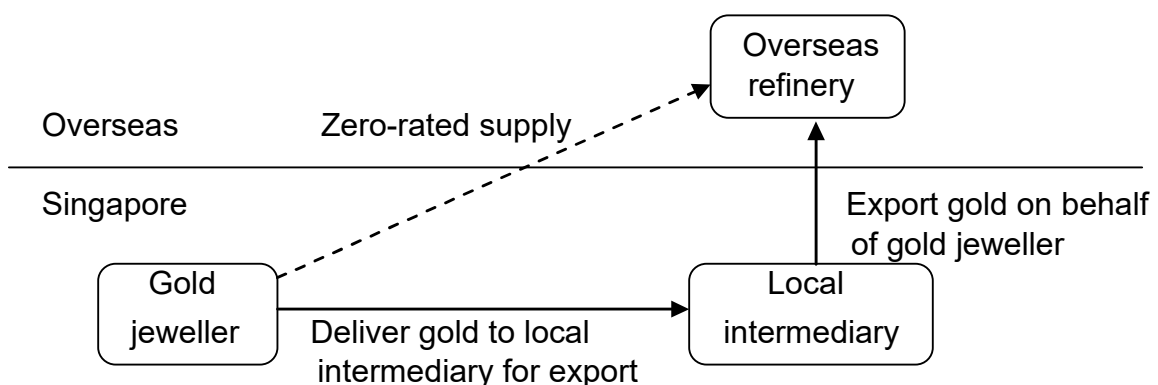 Overseas
refinery
Overseas
Zero-rated supply
Singapore
Export gold on behalf
of gold jeweller
Gold
jeweller
Local
intermediary
Deliver gold to local
intermediary for export